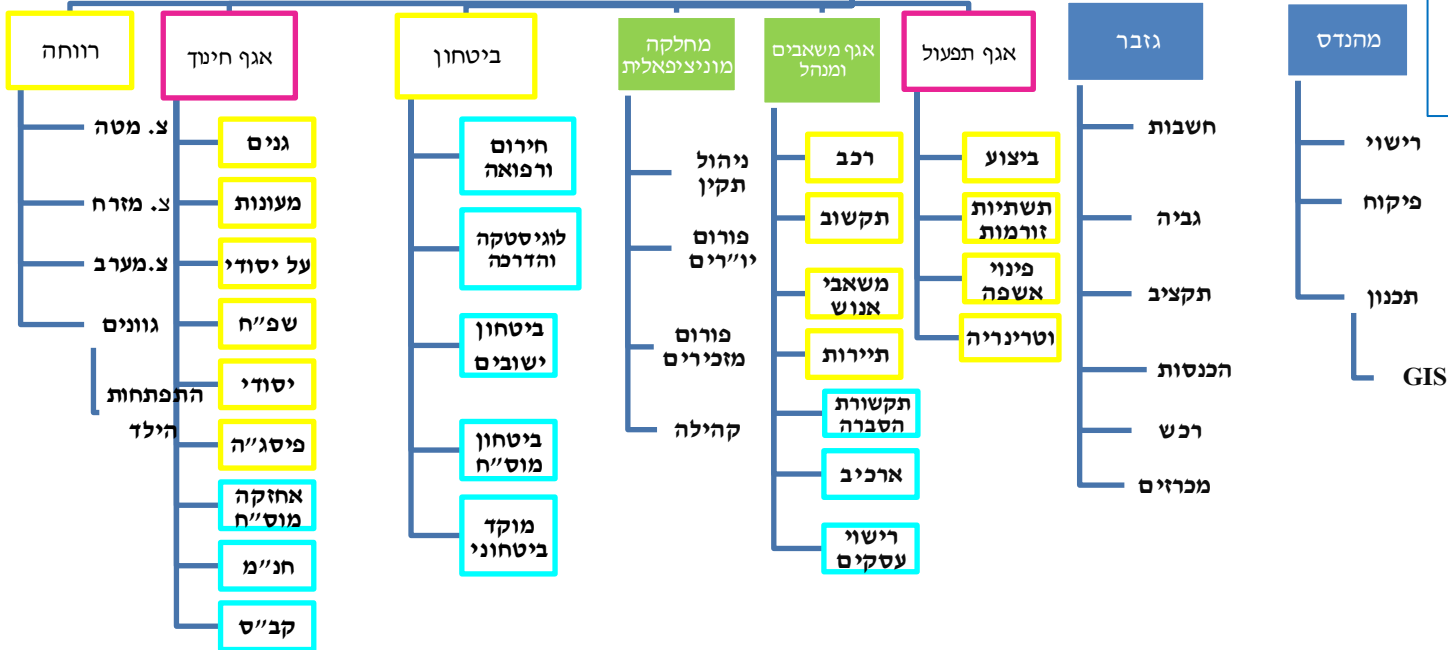 מהנדס
רישוי
פיקוח
תכנון
GIS
גזבר
חשבות
גביה
תקציב
הכנסות
רכש
מכרזים
אגף תפעול
ביצוע
תשתיות
זורמות
פינוי
אשפה
וטרינריה
אגף משאבים
ומנהל
רכב
תקשוב
משאבי
אנוש
תיירות
תקשורת
הסברה
ארכיב
רישוי
עסקים
מחלקה
מוניציפאלית
ניהול
תקין
פורום
יו״רים
פורום
מזכירים
קהילה
ביטחון
חירום
ורפואה
לוגיסטקה
והדרכה
ביטחון
ישובים
ביטחון
מוס״ח
מוקד
ביטחוני
אגף חינוך
גנים
מעונות
על יסודי
שפ״ח
יסודי
פיסג״ה
אחזקה
מוס״ח
חנ״מ
קב״ס
רווחה
צ. מטה
צ. מזרח
צ.מערב
גוונים
התפתחות
הילד